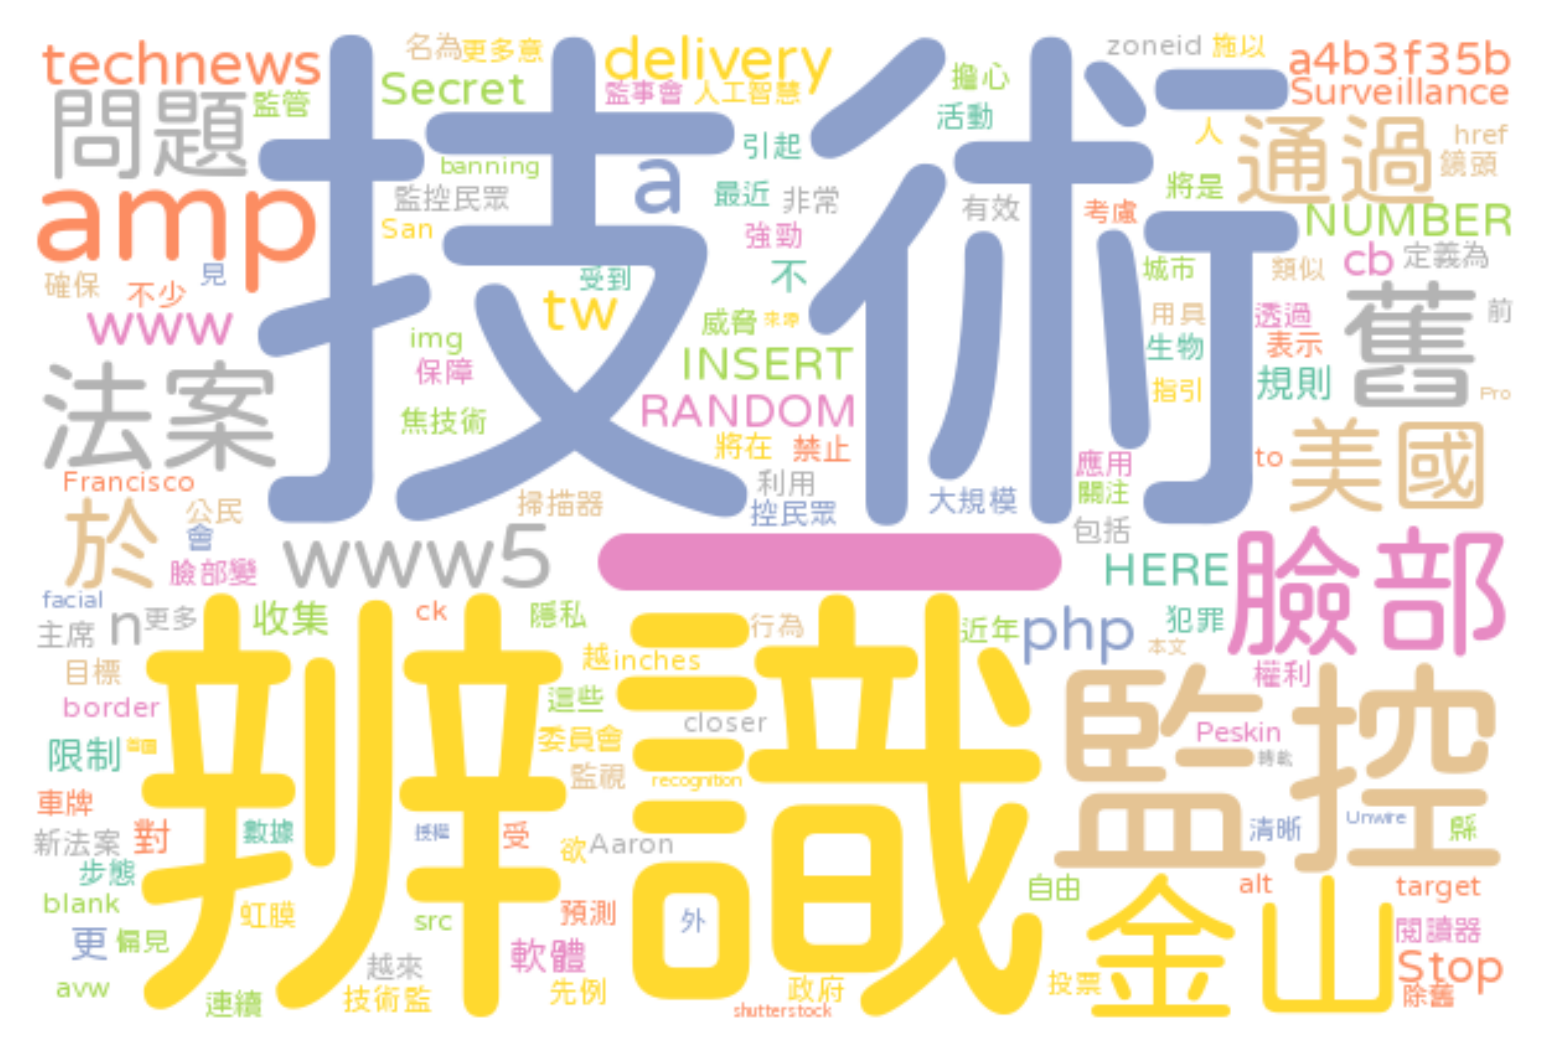 technews
名為
更多意
delivery
zoneid
施以
a4b3f35b
問題
監管
Secret
監事會
人工智慧
擔心
Surveillance
技術
活動
人
通過
href
鏡頭
banning
a
引起
amp
監控民眾
最近
非常
有效
將是
考慮
NUMBER
San
強勁
確保
見
受到
不
城市
類似
cb
定義為
不少
tw
舊
前
www
威脅
用具
透過
img
INSERT
生物
表示
保障
法案
指引
規則
Pro
焦技術
RANDOM
將在
禁止
應用
to
美國
Francisco
利用
關注
於
公民
掃描器
控民眾
大規模
包括
會
臉部變
www5
HERE
臉部
facial
主席
n
更多
收集
ck
隱私
行為
近年
php
犯罪
本文
辨識
越
inches
目標
權利
監控
border
這些
closer
Peskin
限制
委員會
監視
recognition
轉載
車牌
新法案
對
數據
授權
受
欲
Aaron
清晰
Unwire
縣
步態
自由
alt
target
blank
虹膜
src
預測
外
金山
更
偏見
軟體
閱讀器
越來
Stop
avw
連續
技術監
先例
政府
投票
除舊
shutterstock